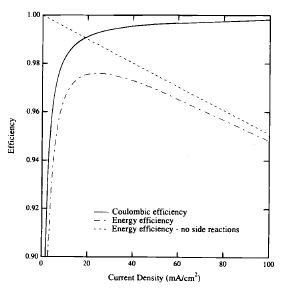 1.00
0.98
0.96
0.94
0.92
0.90
Efficiency
Coulombic efficiency
Energy efficiency
Energy efficiency - no side reactions
0 20 40 60 80 100
Current Density (mA/cm²)